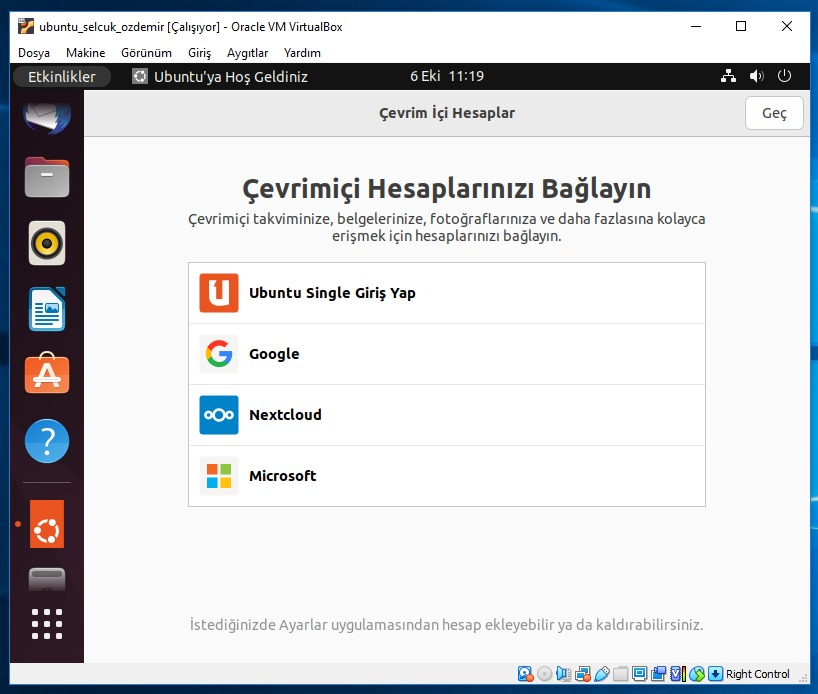 ubuntu_selcuk_ozdemir [Çalışıyor] - Oracle VM VirtualBox
Dosya Makine Görünüm Giriş Aygıtlar Yardım
Etkinlikler Ubuntu'ya Hoş Geldiniz 6 Eki 11:19
Çevrim İçi Hesaplar Geç
Çevrimiçi Hesaplarınızı Bağlayın
Çevrimiçi takviminize, belgelerinize, fotoğraflarınıza ve daha fazlasına kolayca
erişmek için hesaplarınızı bağlayın.
Ubuntu Single Giriş Yap
Google
Nextcloud
Microsoft
İstediğinizde Ayarlar uygulamasından hesap ekleyebilir ya da kaldırabilirsiniz.
Right Control